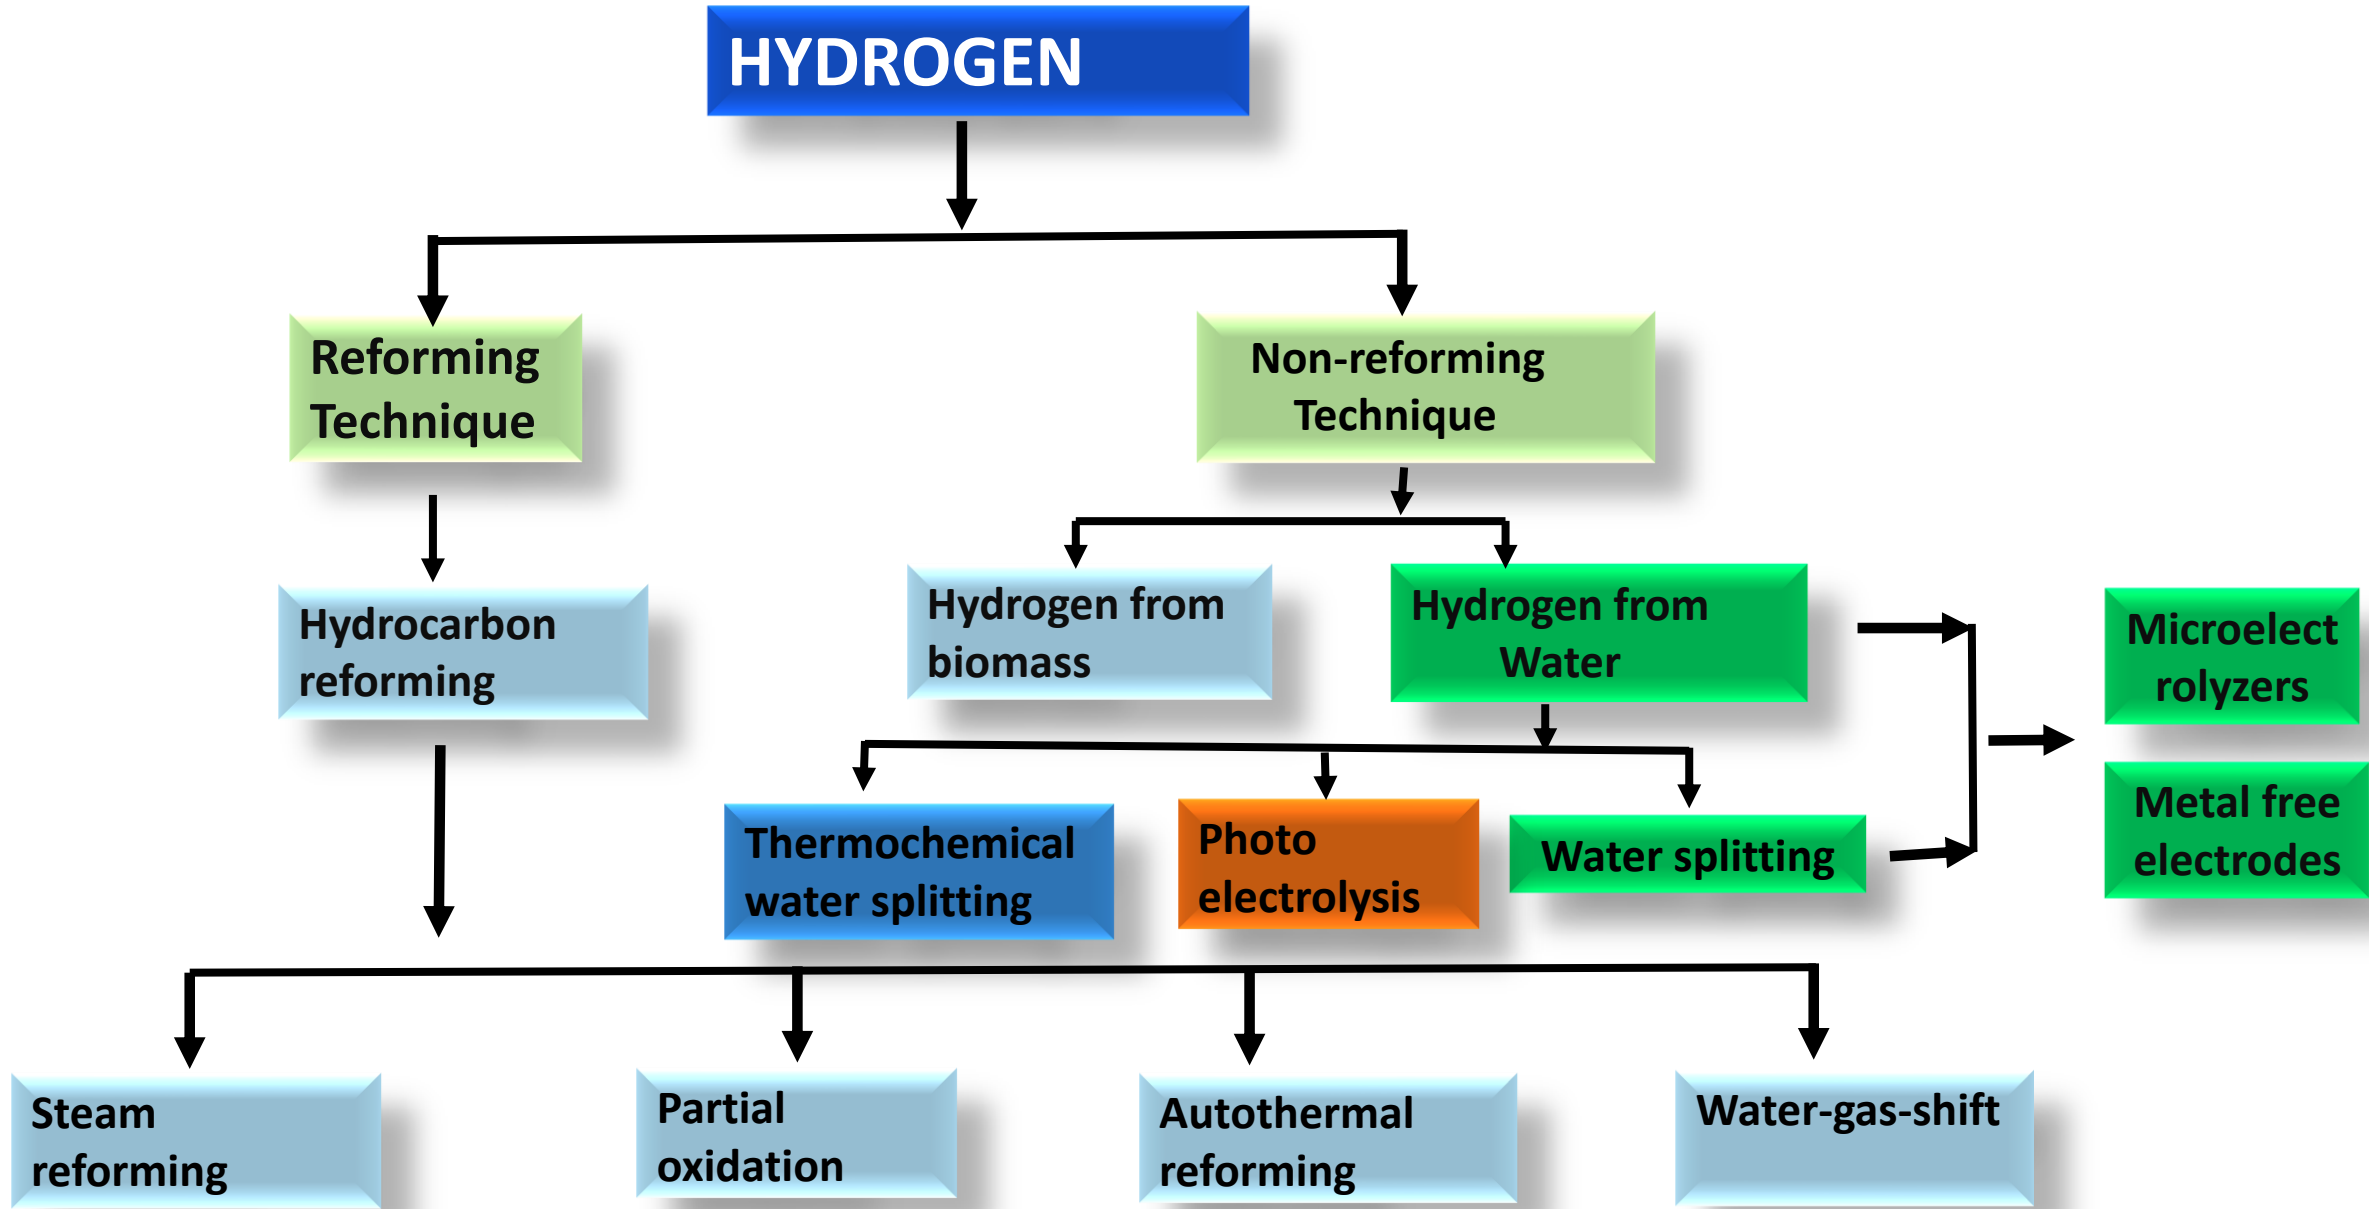 HYDROGEN
Reforming
Technique
Non-reforming
Technique
Hydrocarbon
reforming
Hydrogen from
biomass
Hydrogen from
Water
Microelect
rolyzers
Metal free
electrodes
Thermochemical
water splitting
Photo
electrolysis
Water splitting
Steam
reforming
Partial
oxidation
Autothermal
reforming
Water-gas-shift